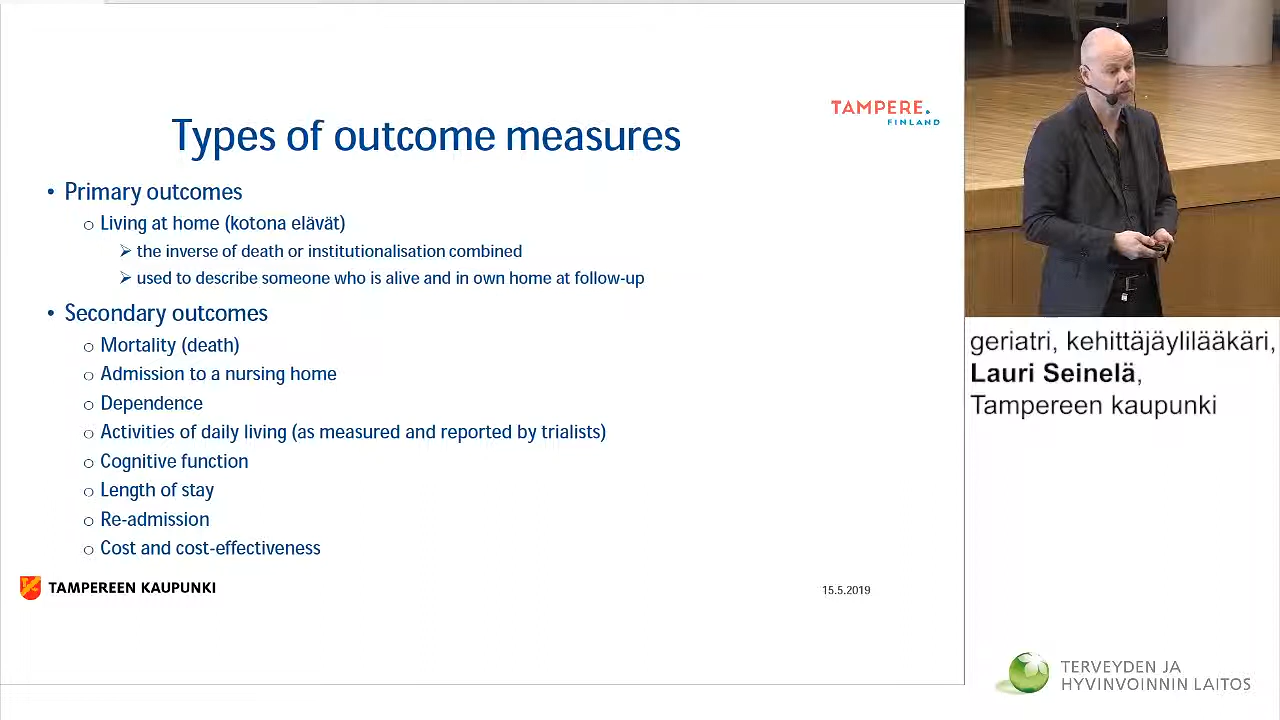 TAMPERE.
FINLAND
Types of outcome measures
• Primary outcomes
o Living at home (kotona elävät)
➢ the inverse of death or institutionalisation combined
➢ used to describe someone who is alive and in own home at follow-up
• Secondary outcomes
o Mortality (death)
o Admission to a nursing home
o Dependence
o Activities of daily living (as measured and reported by trialists)
o Cognitive function
o Length of stay
o Re-admission
o Cost and cost-effectiveness
TAMPEREEN KAUPUNKI
15.5.2019
geriatri, kehittäjäylilääkäri,
Lauri Seinelä,
Tampereen kaupunki
TERVEYDEN JA
HYVINVOINNIN LAITOS